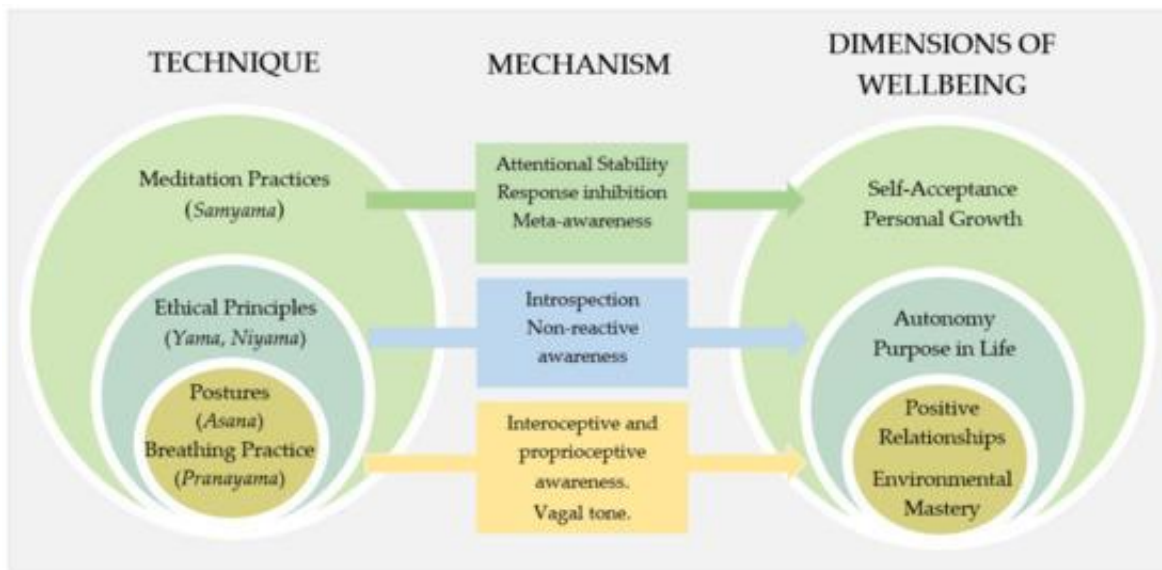 TECHNIQUE
MECHANISM
DIMENSIONS OF
WELLBEING
Meditation Practices
(Samyama)
Attentional Stability
Response inhibition
Meta-awareness
Self-Acceptance
Personal Growth
Ethical Principles
(Yama, Niyama)
Introspection
Non-reactive
awareness
Autonomy
Purpose in Life
Postures
(Asana)
Breathing Practice
(Pranayama)
Interoceptive and
proprioceptive
awareness.
Vagal tone.
Positive
Relationships
Environmental
Mastery